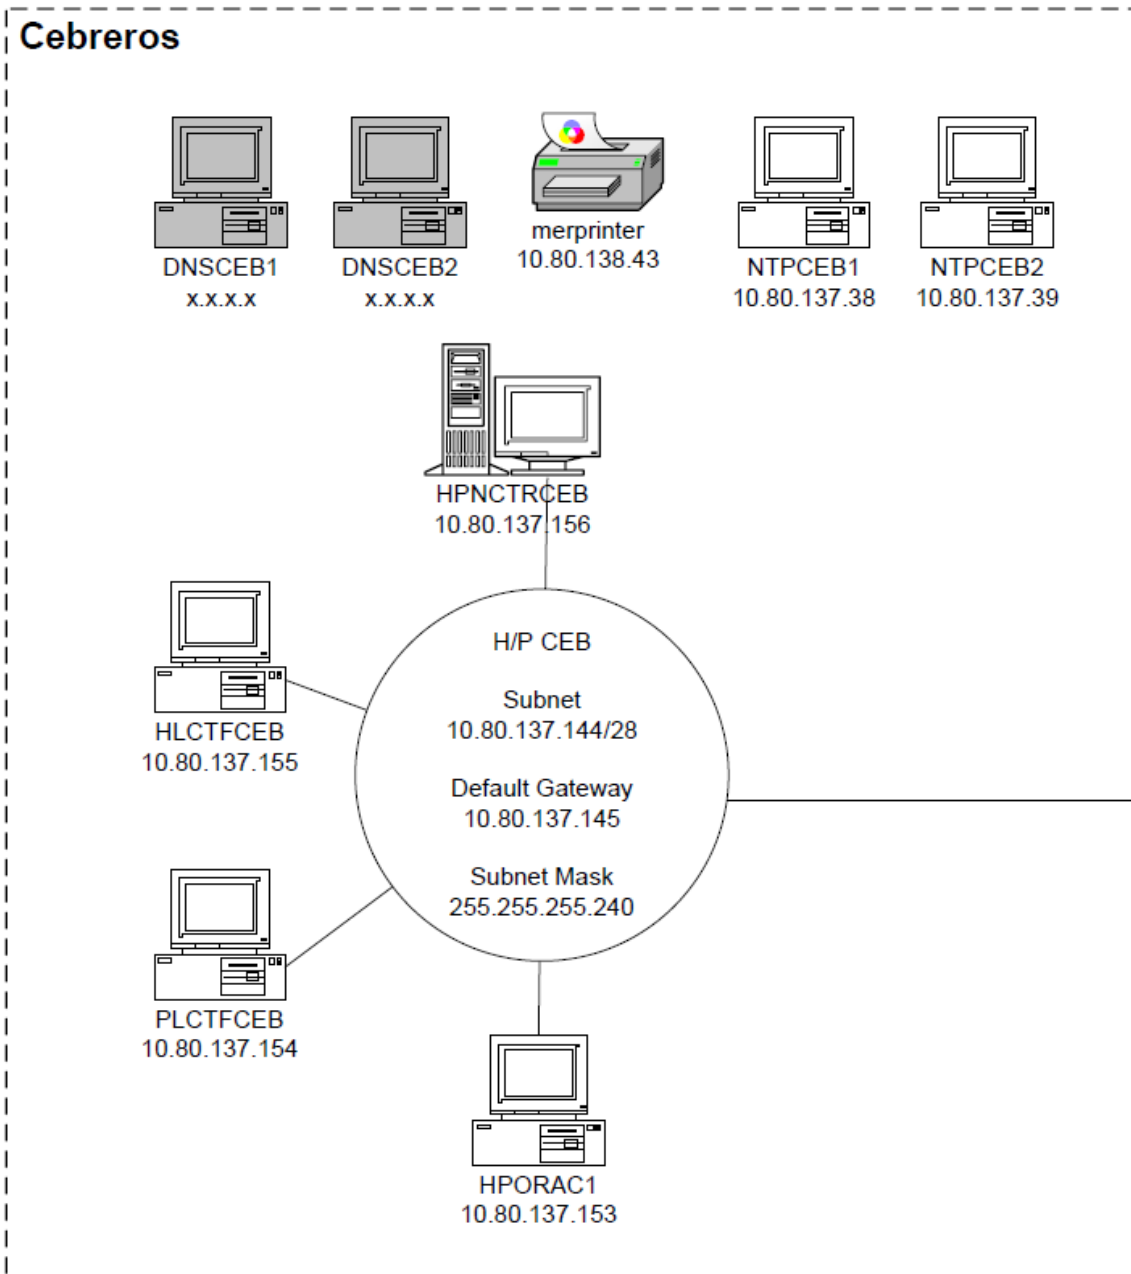 Cebreros
DNSCEB1
x.x.x.x
DNSCEB2
x.x.x.x
merprinter
10.80.138.43
NTPCEB1
10.80.137.38
NTPCEB2
10.80.137.39
HPNCTRCEB
10.80.137.156
H/P CEB
Subnet
10.80.137.144/28
Default Gateway
10.80.137.145
Subnet Mask
255.255.255.240
HLCTFCEB
10.80.137.155
PLCTFCEB
10.80.137.154
HPORAC1
10.80.137.153